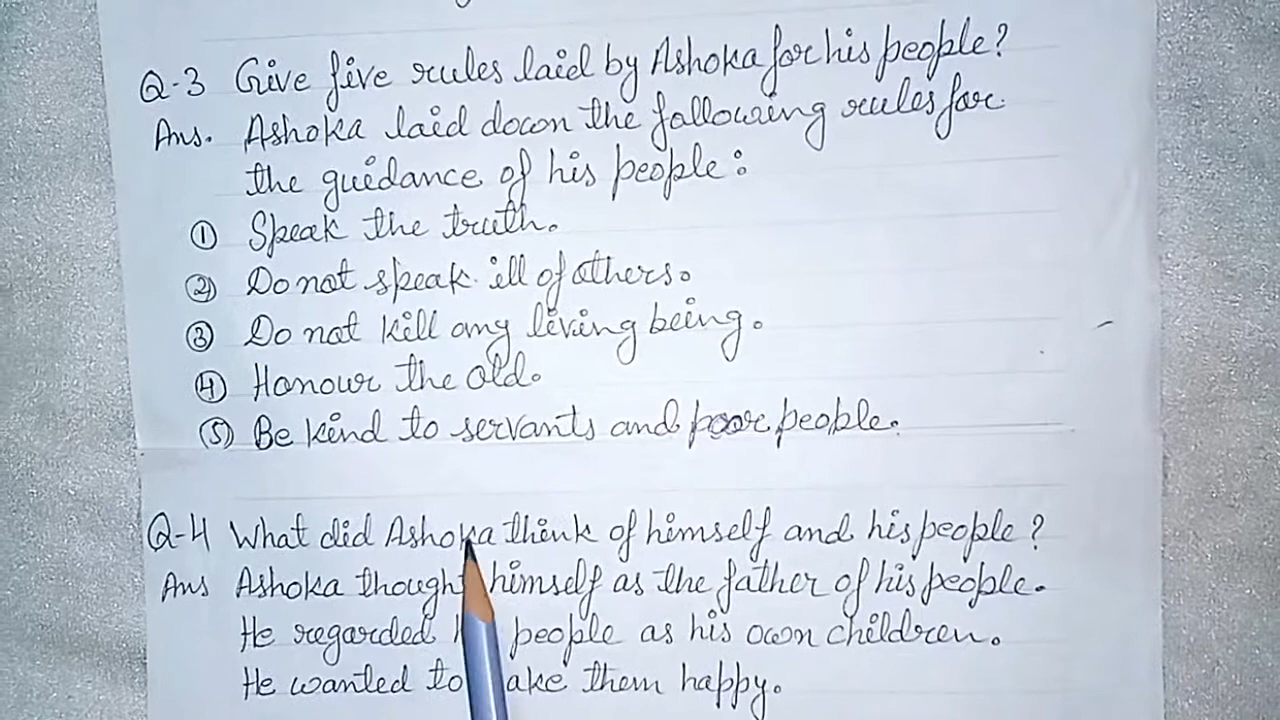 Q-3 Give five rules laid by Ashoka for his people?
Ans. Ashoka laid down the following rules for
the guidance of his people:
① Speak the truth.
② Do not speak ill of others.
③ Do not kill any living being.
④ Honour the old.
⑤ Be kind to servants and poor people.
Q-4 What did Ashoka think of himself and his people?
Ans Ashoka thought himself as the father of his people.
He regarded people as his own children.
He wanted to ake them happy.